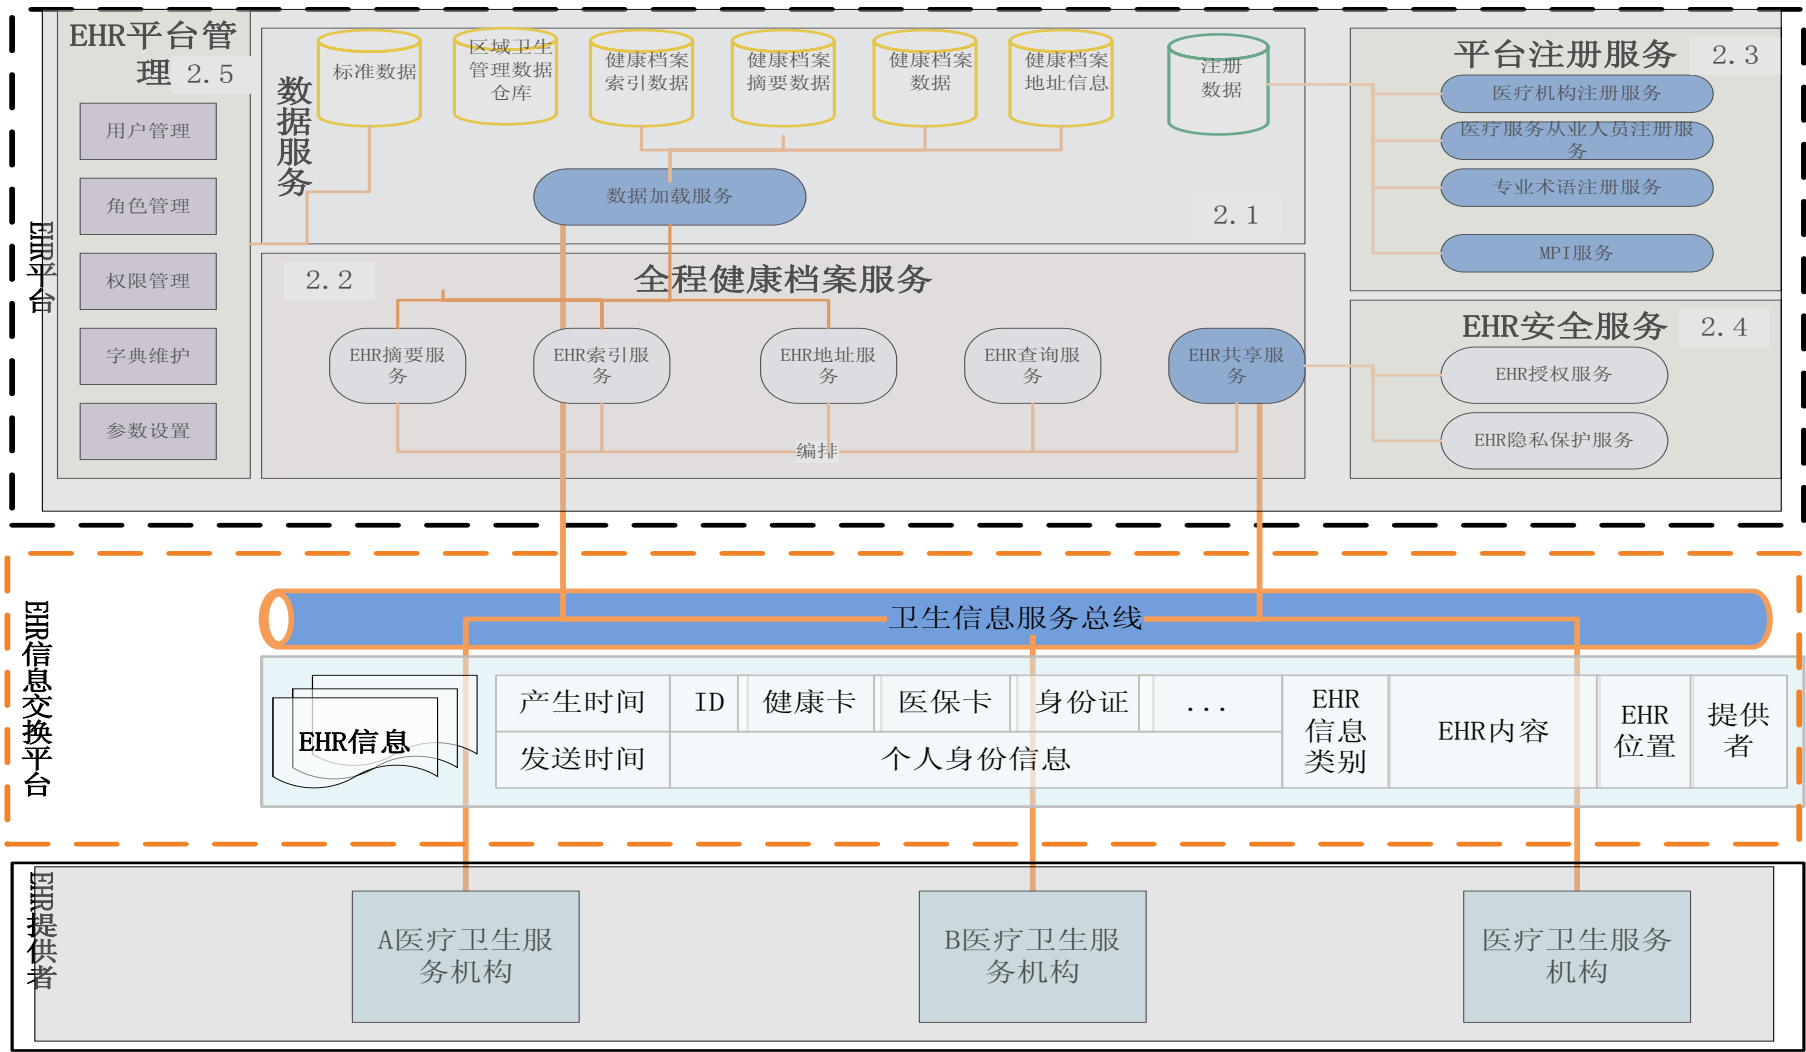 EHR平台管
理 2.5
用户管理
角色管理
权限管理
字典维护
参数设置
EHR平台
数据服务
标准数据
区域卫生
管理数据
仓库
健康档案
索引数据
健康档案
摘要数据
健康档案
数据
健康档案
地址信息
注册
数据
数据加载服务
2.1
平台注册服务 2.3
医疗机构注册服务
医疗服务从业人员注册服
务
专业术语注册服务
MPI服务
2.2
全程健康档案服务
EHR摘要服
务
EHR索引服
务
EHR地址服
务
EHR查询服
务
EHR共享服
务
编排
EHR安全服务 2.4
EHR授权服务
EHR隐私保护服务
EHR信息交换平台
卫生信息服务总线
EHR信息
产生时间
发送时间
ID
健康卡
医保卡
身份证
...
个人身份信息
EHR
信息
类别
EHR内容
EHR
位置
提供
者
EHR提供者
A医疗卫生服
务机构
B医疗卫生服
务机构
医疗卫生服务
机构